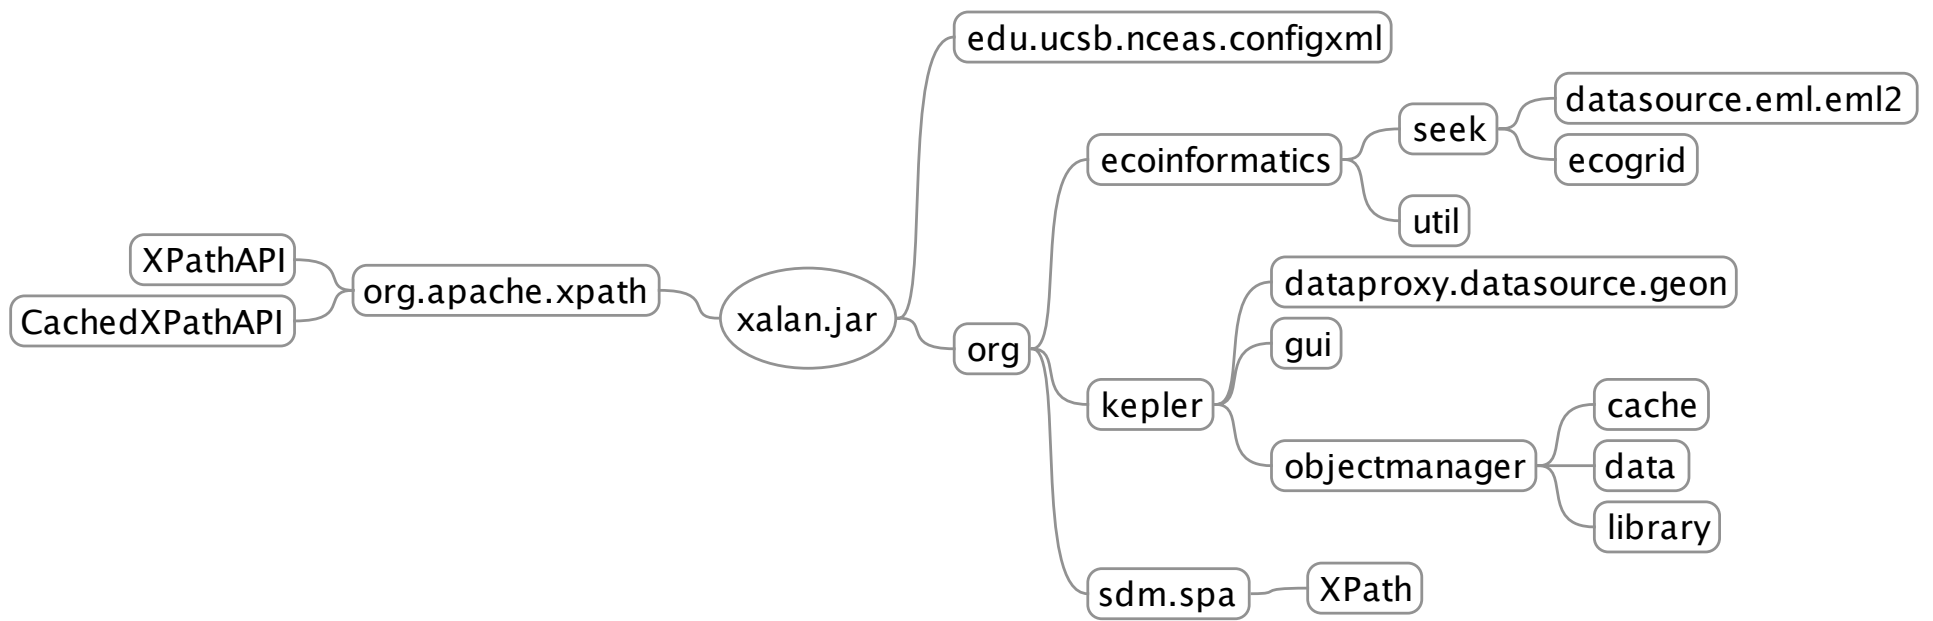 edu.ucsb.nceas.configxml
datasource.eml.eml2
seek
ecoinformatics
ecogrid
util
XPathAPI
org.apache.xpath
CachedXPathAPI
xalan.jar
dataproxy.datasource.geon
gui
org
kepler
cache
objectmanager
data
library
sdm.spa
XPath